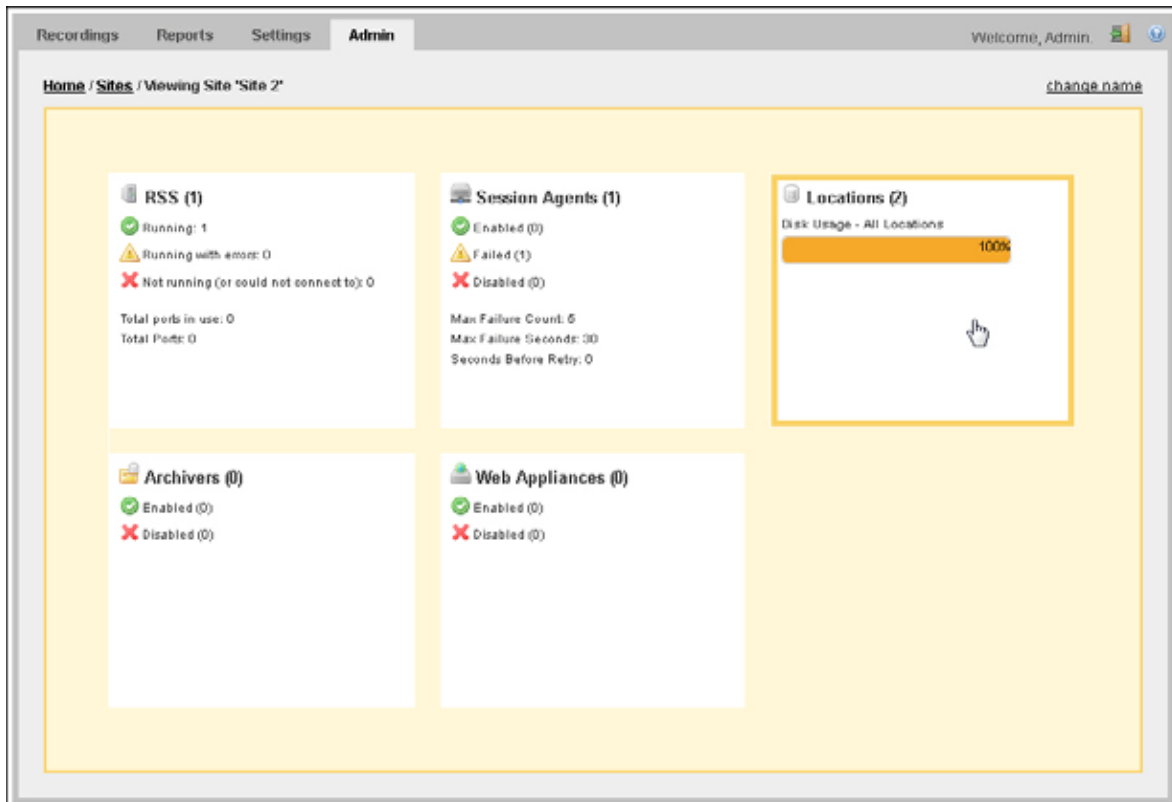 Recordings Reports Settings Admin Welcome, Admin.
Home / Sites / Viewing Site 'Site 2' change name
RSS (1)
Running: 1
Running with errors: 0
Not running (or could not connect to): 0
Total ports in use: 0
Total Ports: 0
Session Agents (1)
Enabled (0)
Failed (1)
Disabled (0)
Max Failure Count: 5
Max Failure Seconds: 30
Seconds Before Retry: 0
Locations (2)
Disk Usage - All Locations
100%
Archivers (0)
Enabled (0)
Disabled (0)
Web Appliances (0)
Enabled (0)
Disabled (0)